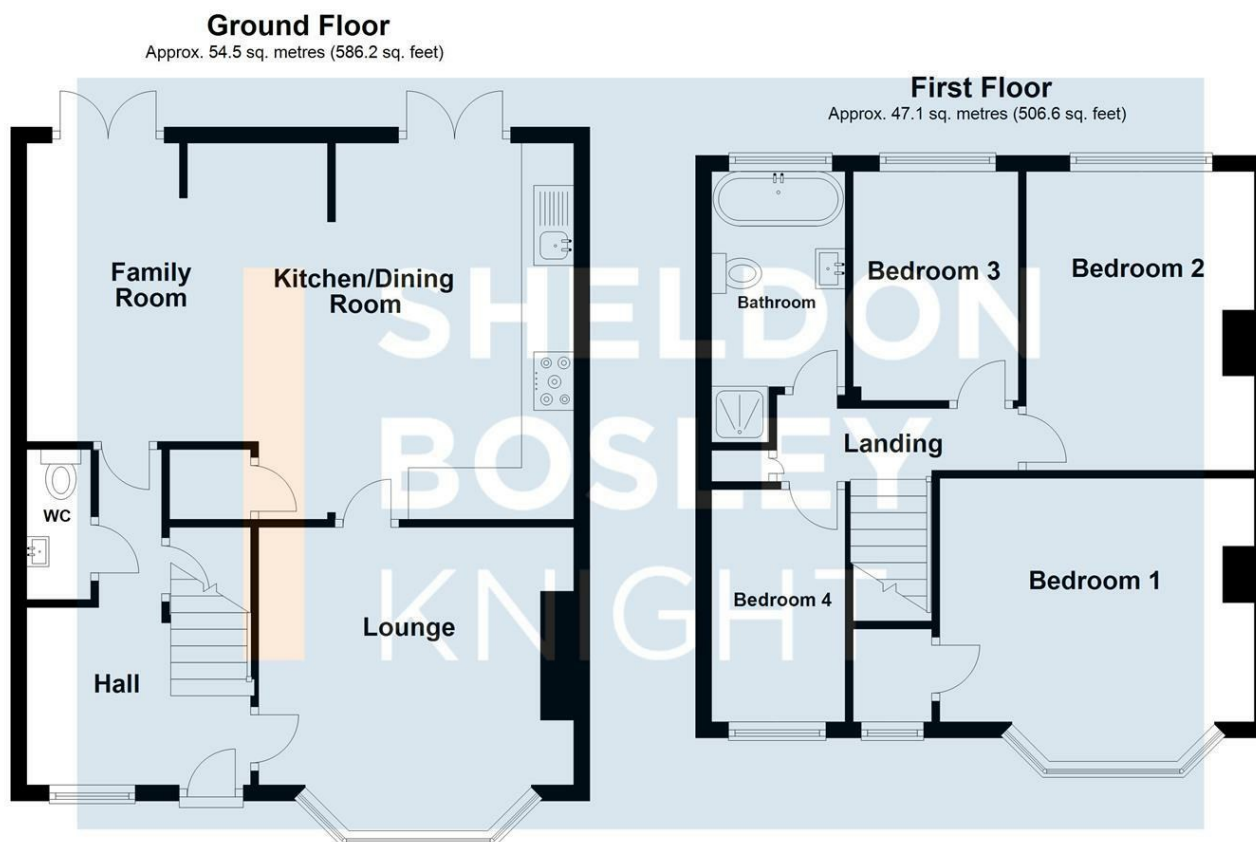 Ground Floor
Approx. 54.5 sq. metres (586.2 sq. feet)
First Floor
Approx. 47.1 sq. metres (506.6 sq. feet)
Family
Room
Kitchen/Dining
Room
WC
Hall
Lounge
Bathroom
Bedroom 3
Bedroom 2
Landing
Bedroom 4
Bedroom 1
SHELDON
BOSLEY
KNIGHT